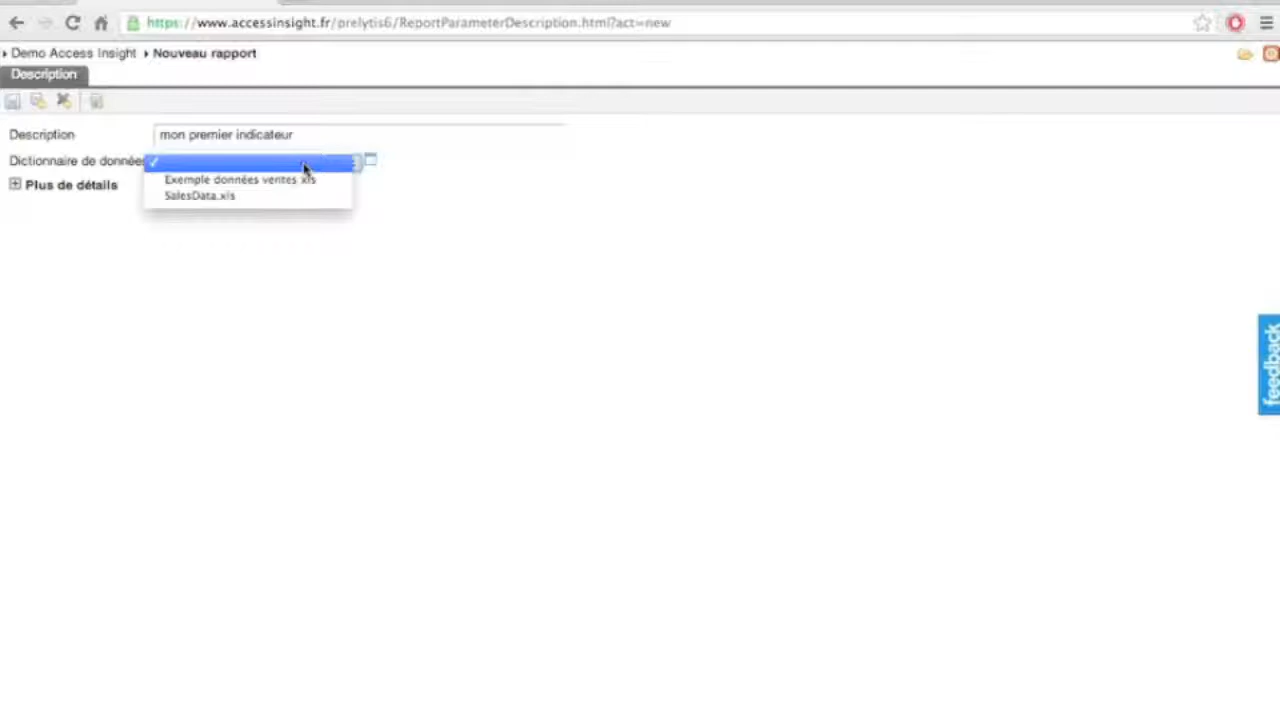 https://www.accessinsight.fr/prelytis6/ReportParameterDescription.html?act=new
Demo Access Insight Nouveau rapport
Description
Description mon premier indicateur
Dictionnaire de données
Exemple données ventes xls
SalesData.xls
Plus de détails
feedback